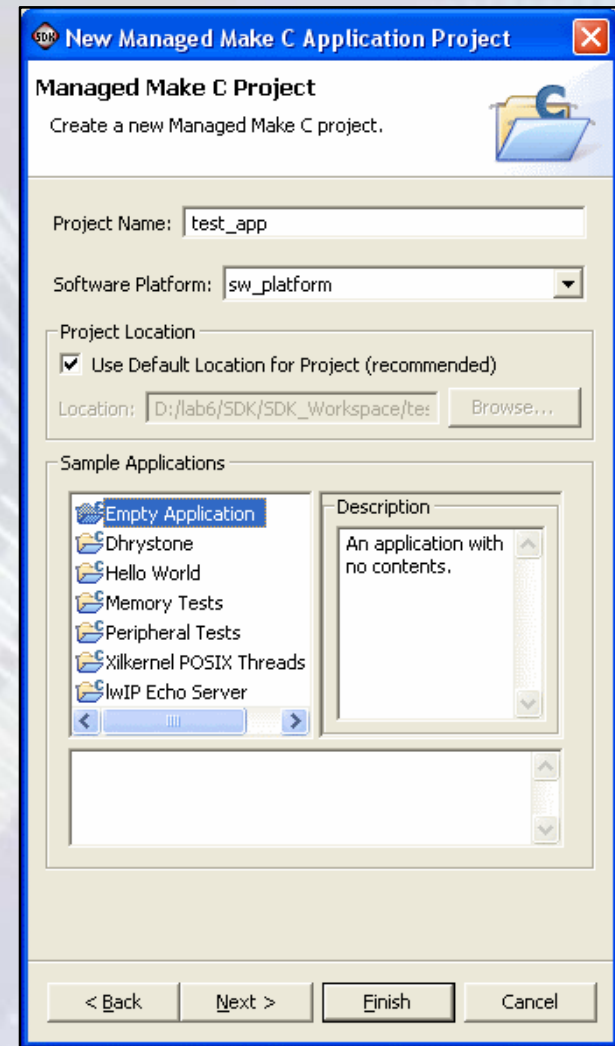 SDK New Managed Make C Application Project
Managed Make C Project
Create a new Managed Make C project.
Project Name: test_app
Software Platform: sw_platform
Project Location
Use Default Location for Project (recommended)
Location: D:/lab6/SDK/SDK_Workspace/tes Browse...
Sample Applications
Empty Application
Dhrystone
Hello World
Memory Tests
Peripheral Tests
Xilkernel POSIX Threads
lwIP Echo Server
Description
An application with
no contents.
< Back Next > Finish Cancel